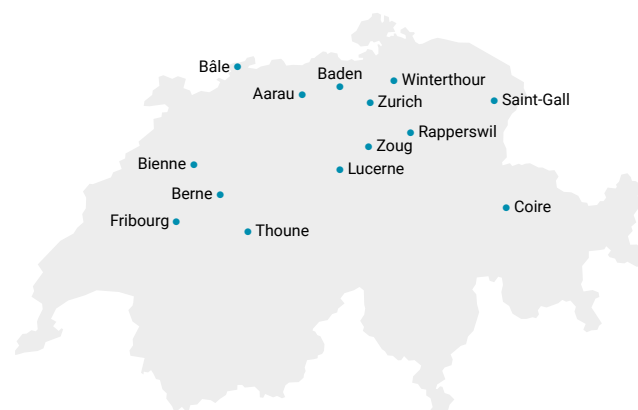 Bâle
Baden
Winterthour
Aarau
Zurich
Saint-Gall
Rapperswil
Zoug
Bienne
Lucerne
Berne
Coire
Fribourg
Thoune